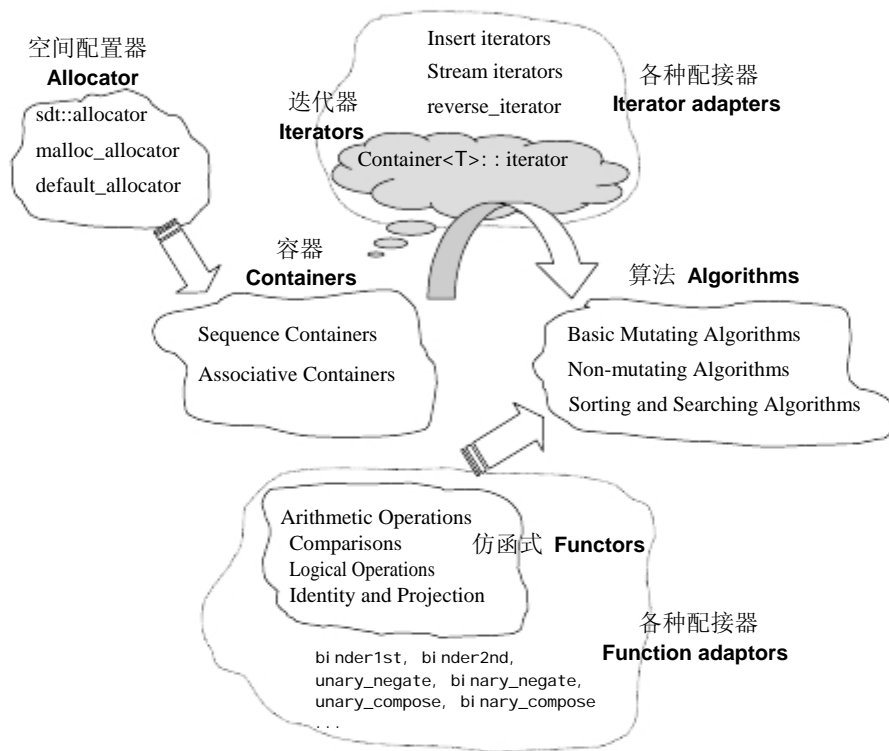 空间配置器
Allocator
sdt::allocator
malloc_allocator
default_allocator
Insert iterators
Stream iterators
reverse_iterator
迭代器
Iterators
各种配接器
Iterator adapters
Container<T>::iterator
容器
Containers
Sequence Containers
Associative Containers
算法 Algorithms
Basic Mutating Algorithms
Non-mutating Algorithms
Sorting and Searching Algorithms
Arithmetic Operations
Comparisons
Logical Operations
Identity and Projection
仿函式 Functors
各种配接器
Function adaptors
binder1st, binder2nd,
unary_negate, binary_negate,
unary_compose, binary_compose
...